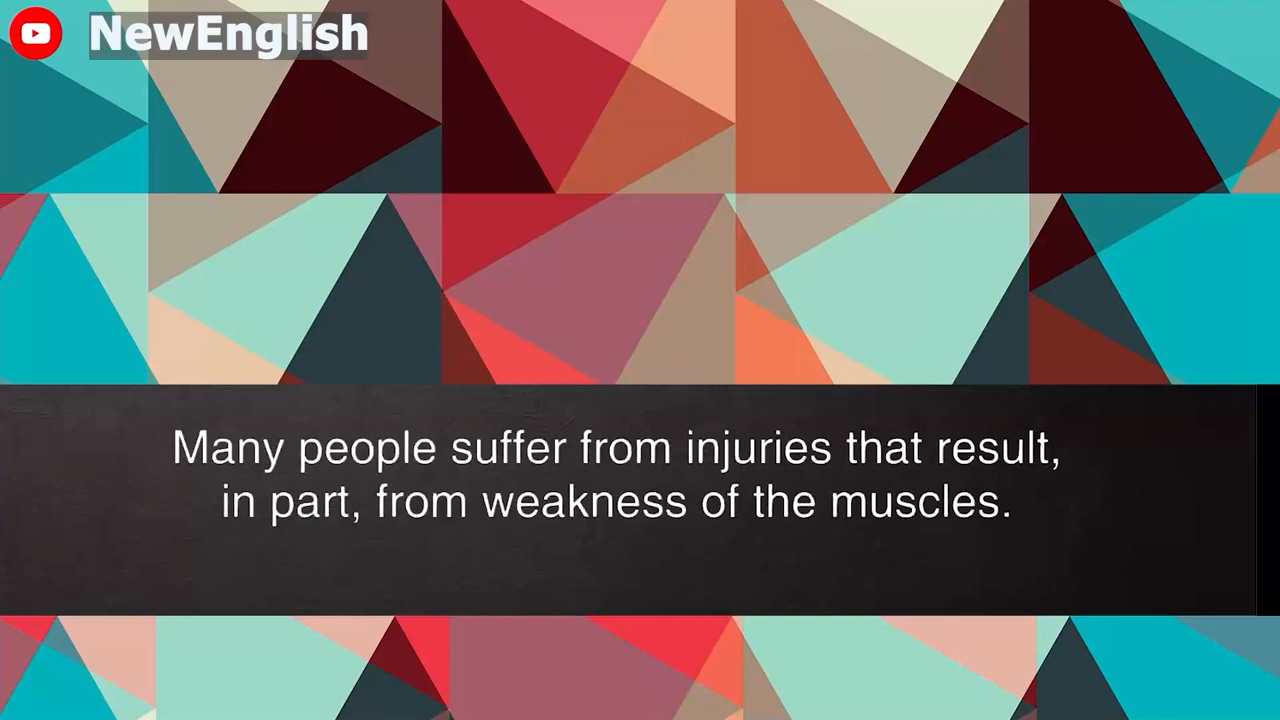 NewEnglish
Many people suffer from injuries that result,
in part, from weakness of the muscles.